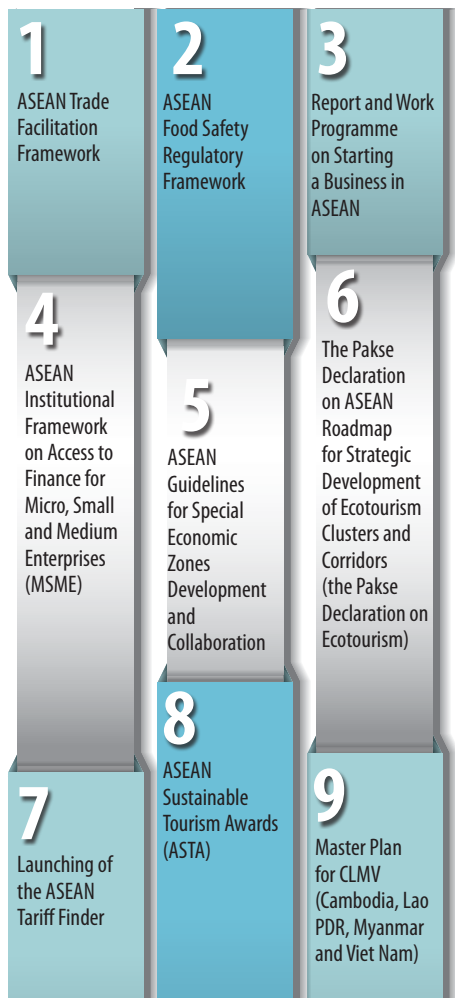 1
ASEAN Trade
Facilitation
Framework
2
ASEAN
Food Safety
Regulatory
Framework
3
Report and Work
Programme
on Starting
a Business in
ASEAN
4
ASEAN
Institutional
Framework
on Access to
Finance for
Micro, Small
and Medium
Enterprises
(MSME)
5
ASEAN
Guidelines
for Special
Economic
Zones
Development
and
Collaboration
6
The Pakse
Declaration
on ASEAN
Roadmap
for Strategic
Development
of Ecotourism
Clusters and
Corridors
(the Pakse
Declaration on
Ecotourism)
7
Launching of
the ASEAN
Tariff Finder
8
ASEAN
Sustainable
Tourism Awards
(ASTA)
9
Master Plan
for CLMV
(Cambodia, Lao
PDR, Myanmar
and Viet Nam)